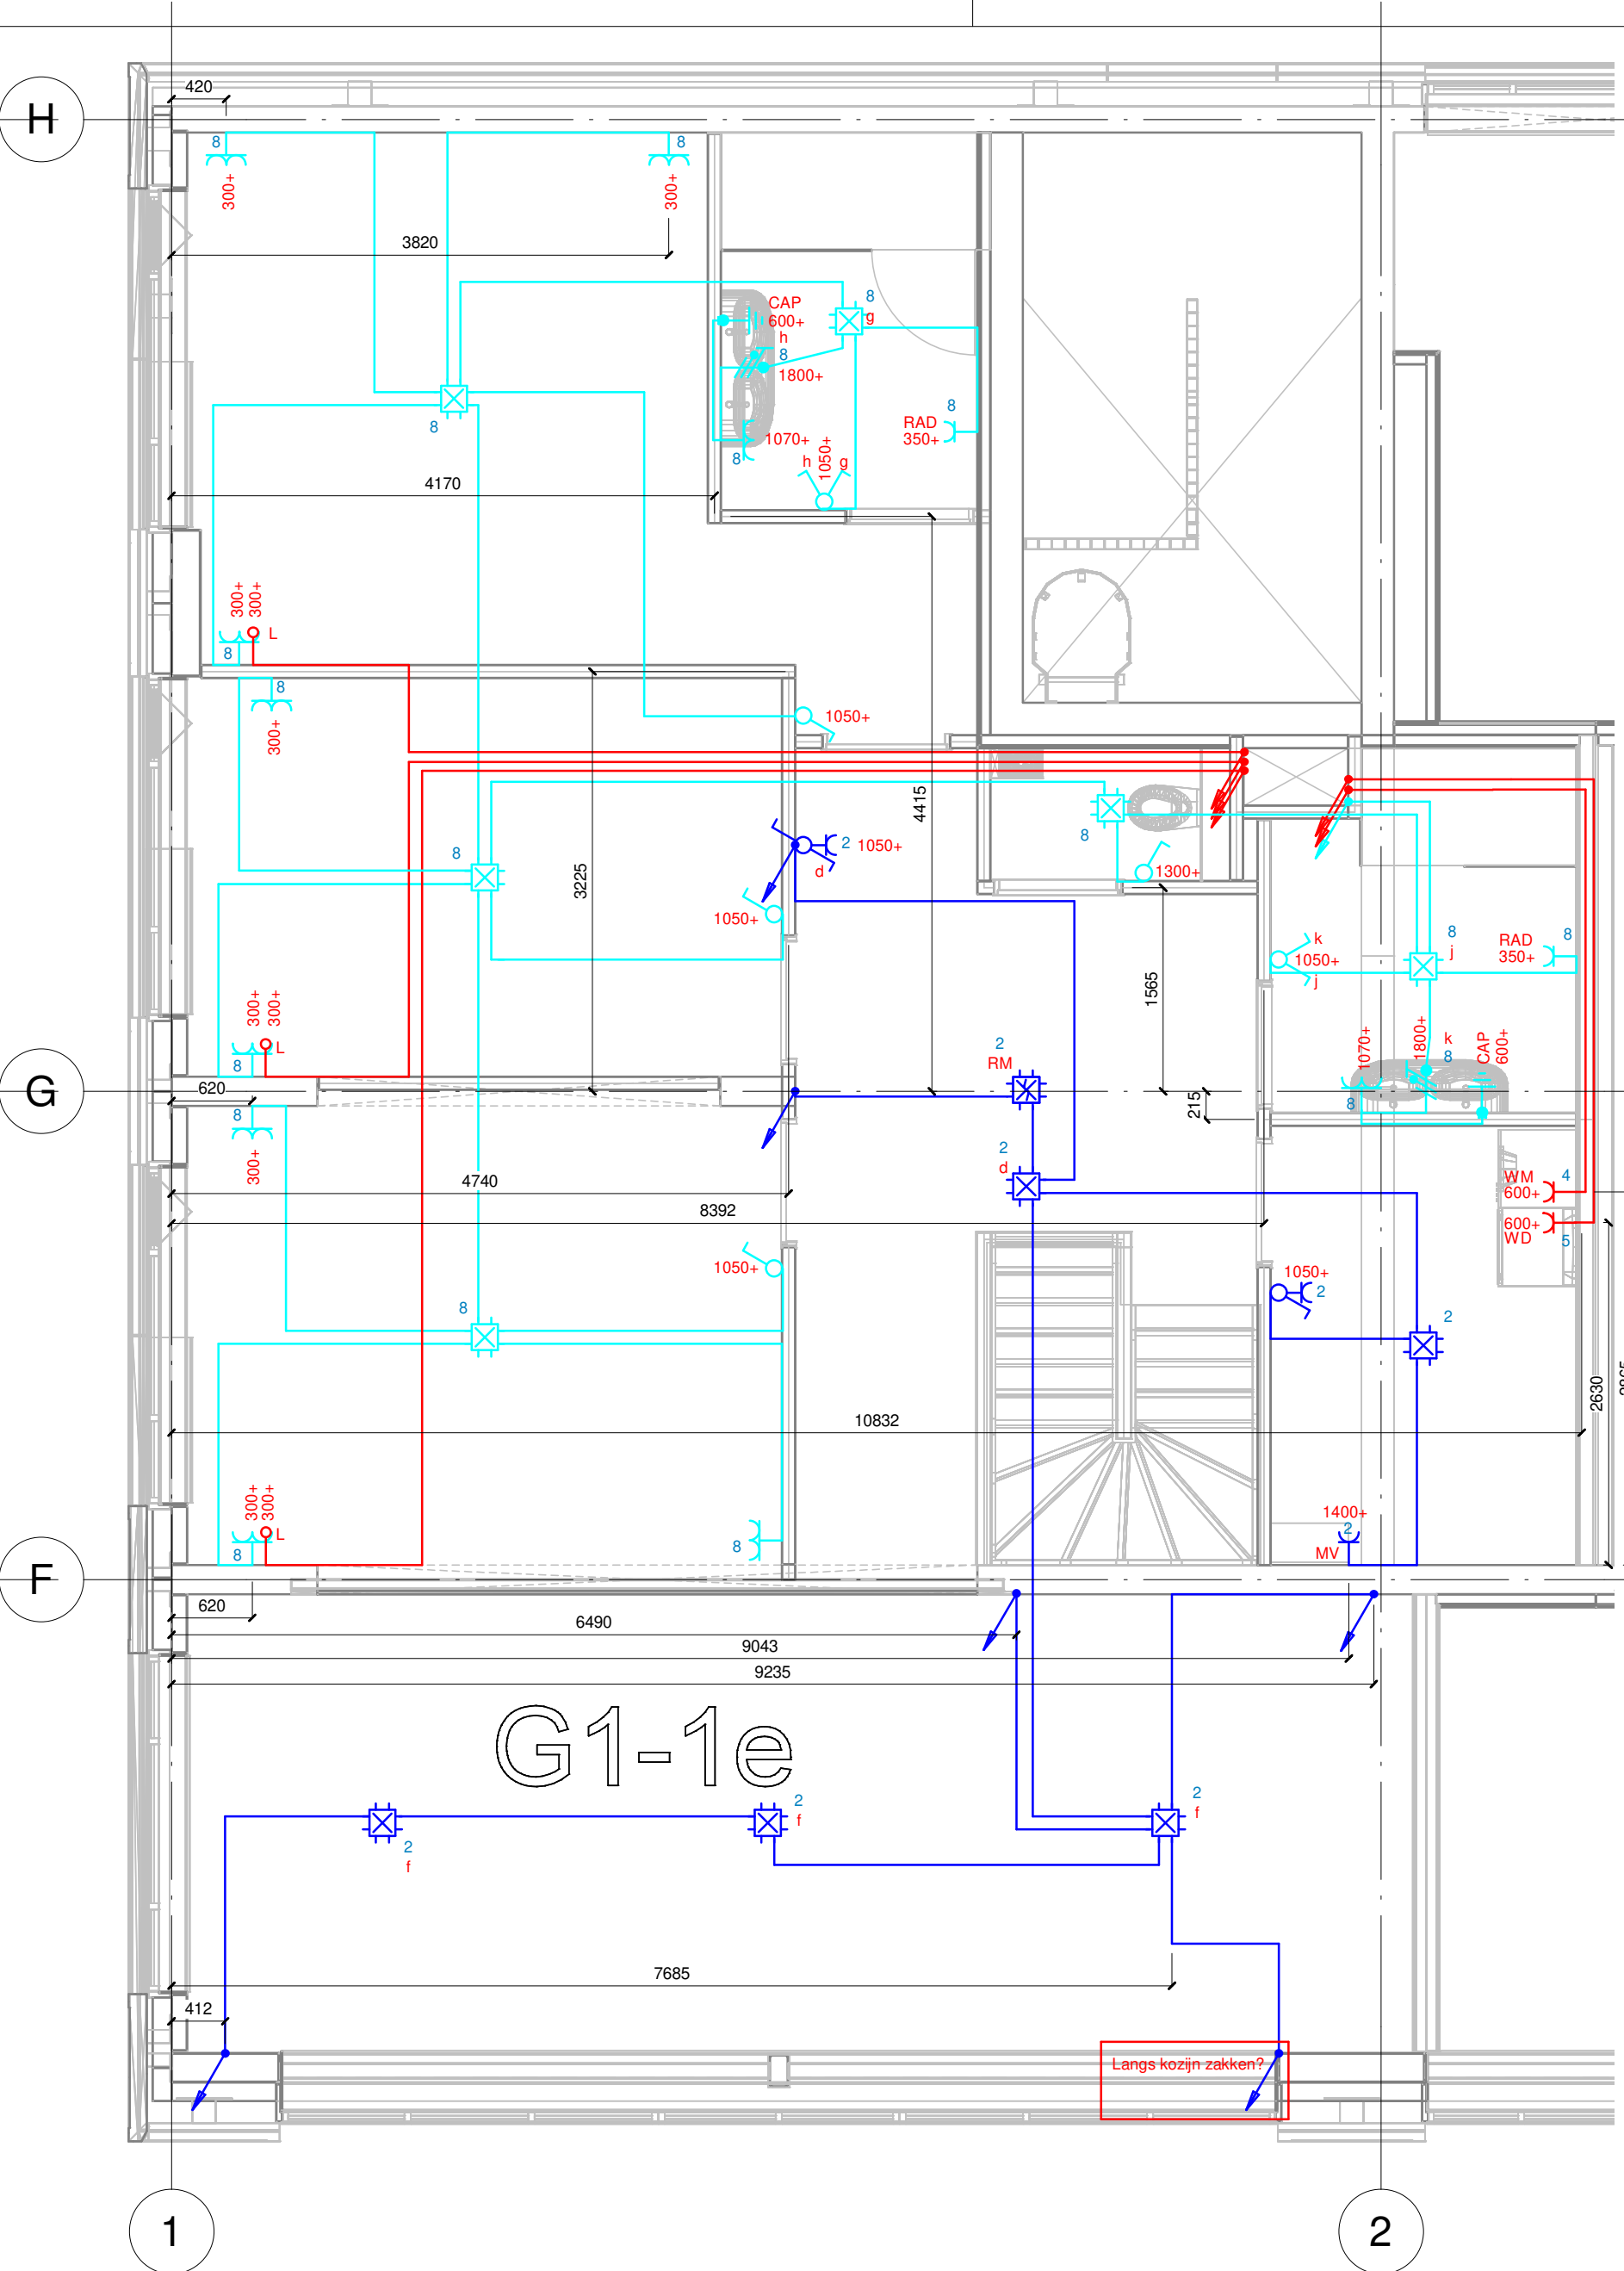 420
H
8
8
300+
300+
3820
CAP
600+
h
8
g
8
1800+
8
8
RAD
350+
1070+
8
h
1050+
g
4170
300+
300+
L
8
8
300+
1050+
4415
8
2
1050+
d
8
3225
1300+
1050+
k
1050+
j
8
j
RAD
350+
8
1565
300+
300+
L
8
2
RM
1070+
1800+
k
8
CAP
600+
8
G
620
215
8
300+
2
d
WM
600+
4
4740
8392
600+
WD
5
1050+
1050+
2
8
2
2630
10832
300+
300+
L
8
8
1400+
2
MV
F
620
6490
9043
9235
G1-1e
2
f
2
f
2
f
7685
412
Langs kozijn zakken?
1
2